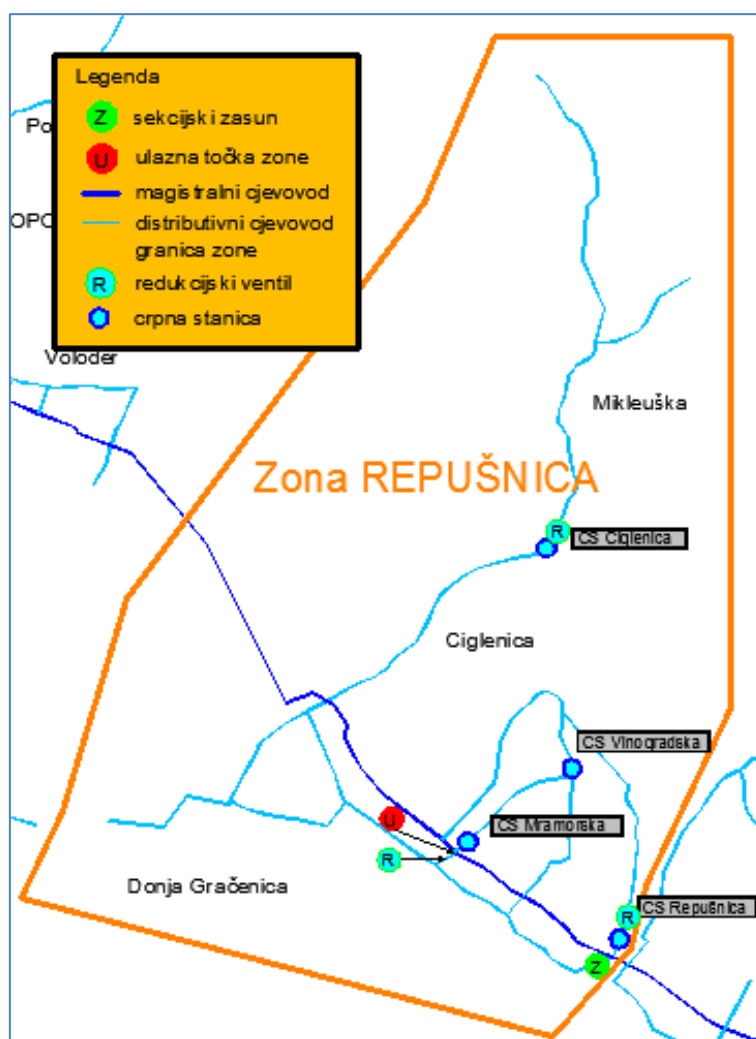 Legenda
Z sekcijski zasun
U ulazna točka zone
magistralni cjevovod
distributivni cjevovod
granica zone
R redukcijski ventil
crpna stanica
Voloder
Mikleuška
Zona REPUŠNICA
R
CS Ciglenica
Ciglenica
CS Vinogradska
U
CS Mramorska
R
Donja Gračenica
CS Repušnica
R
Z